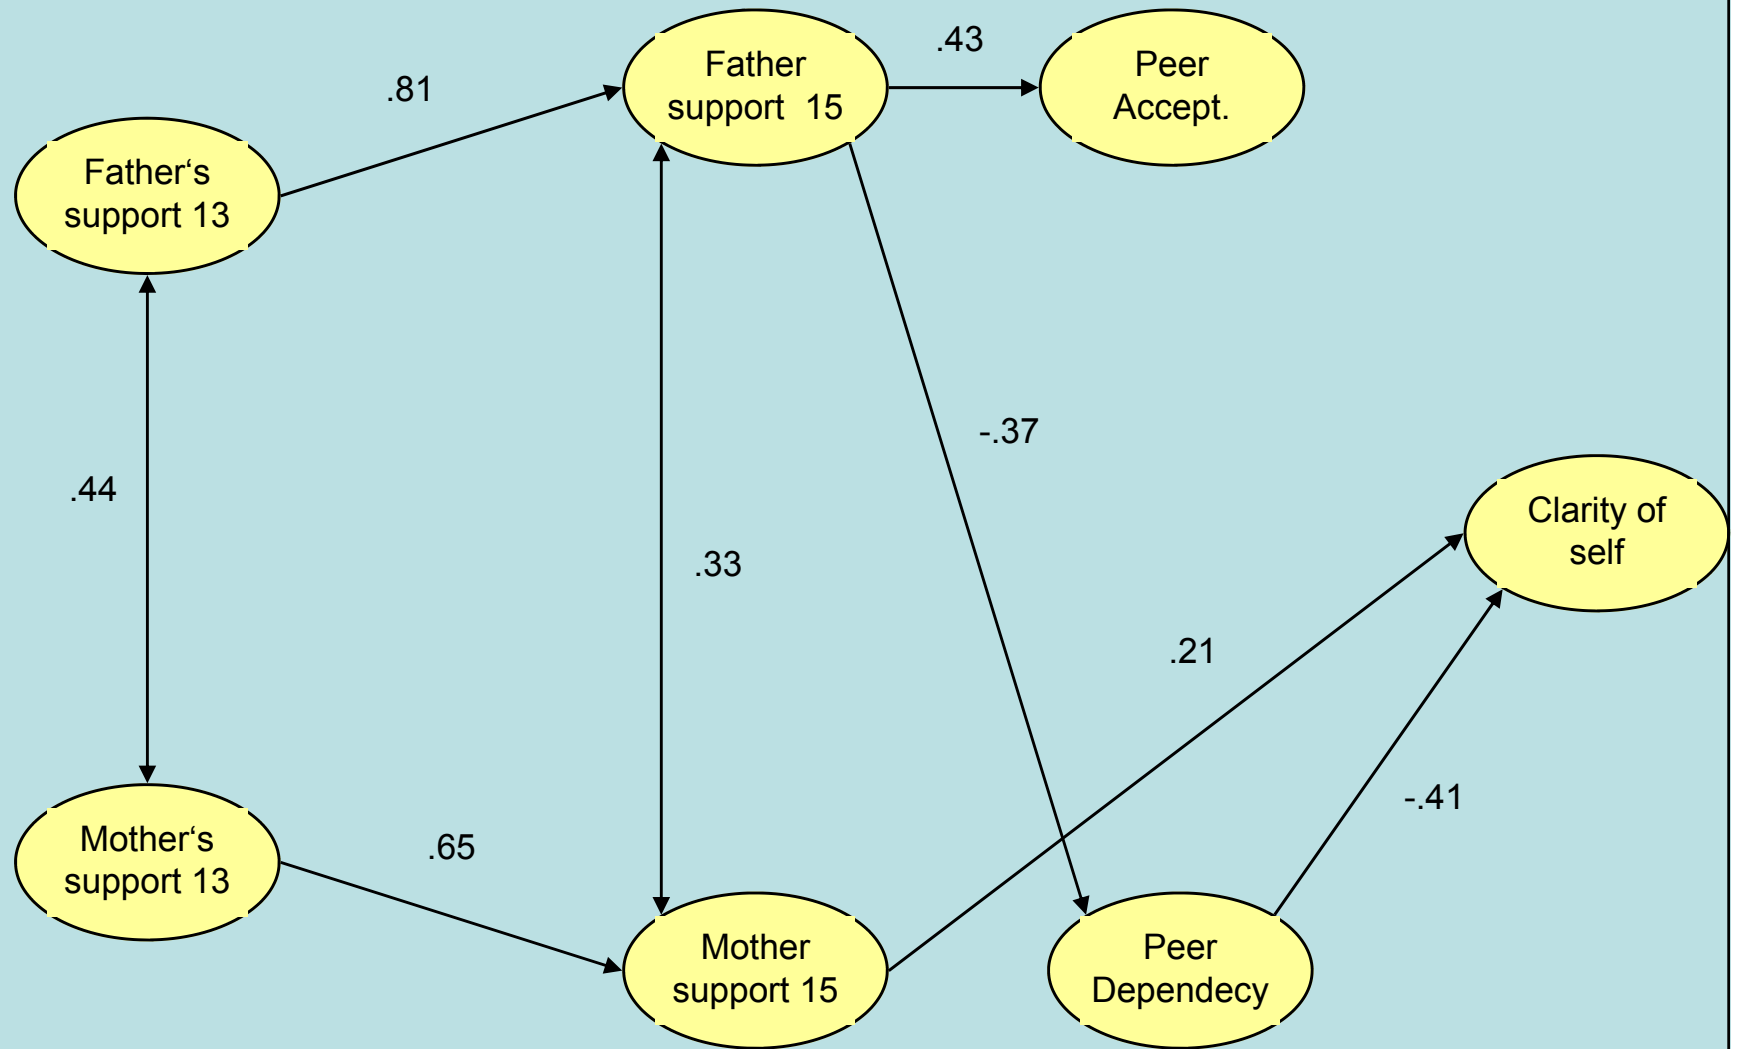 .43
Father
support 15
Peer
Accept.
.81
Father‘s
support 13
-.37
.44
Clarity of
self
.33
.21
-.41
Mother‘s
support 13
.65
Mother
support 15
Peer
Dependecy